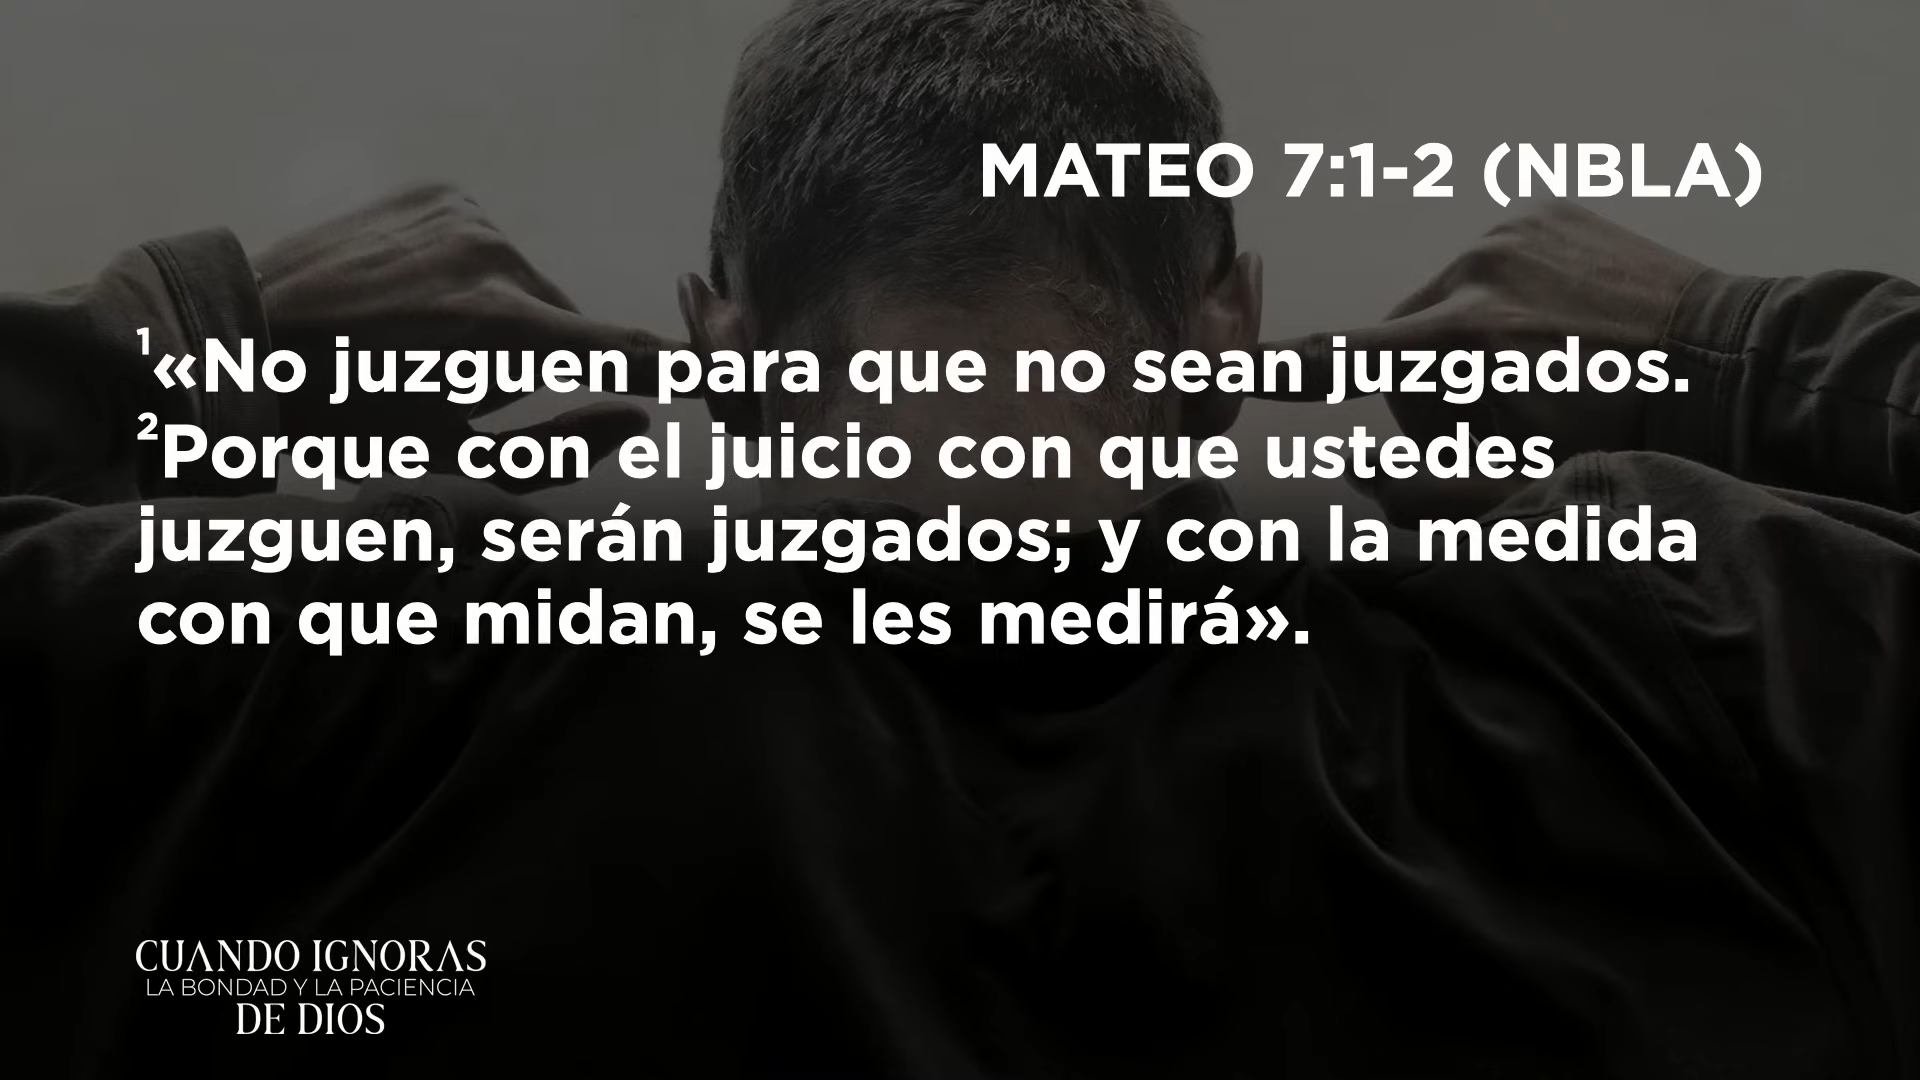 MATEO 7:1-2 (NBLA)
¹«No juzguen para que no sean juzgados.
²Porque con el juicio con que ustedes
juzguen, serán juzgados; y con la medida
con que midan, se les medirá».
CUANDO IGNORAS
LA BONDAD Y LA PACIENCIA
DE DIOS